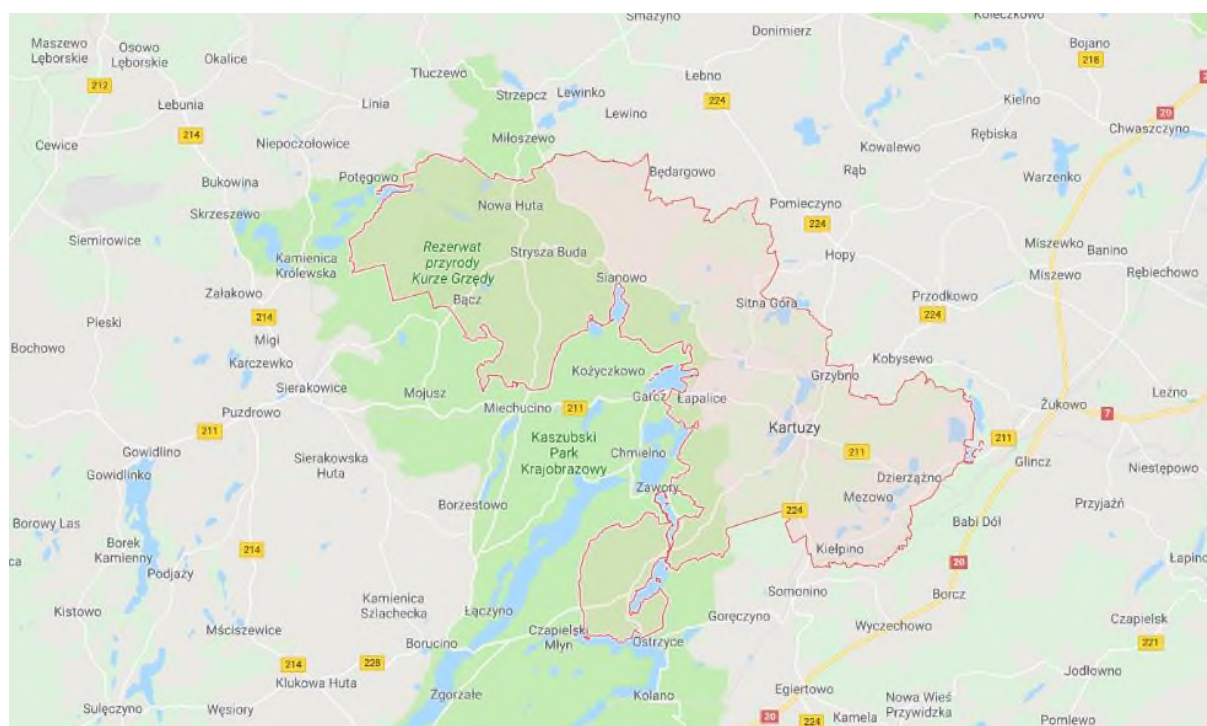 Smażyno
Donimierz
Koleczkowo
Maszewo
Lęborskie
Osowo
Lęborskie
Okalice
Bojano
218
Tłuczewo
Łebno
212
Strzepcz
Lewinko
224
Kielno
20
Łebunia
Linia
Lewino
Rębiska
Chwaszczyno
214
Miłoszewo
Cewice
Niepoczołowice
Kowalewo
Potęgowo
Będargowo
Rąb
Warzenko
Bukowina
Nowa Huta
Pomieczyno
Skrzeszewo
224
Siemirowice
Rezerwat
przyrody
Kurze Grzędy
Strysza Buda
Hopy
Miszewko
Banino
Kamienica
Królewska
Sianowo
Miszewo
Rębiechowo
Załakowo
Bącz
Sitna Góra
Przodkowo
214
224
Pieski
Migi
Bochowo
Karczewko
Kobysewo
Kożyczkowo
Grzybno
Sierakowice
Mojusz
Leźno
Garcz
Łapalice
Miechucino
211
Żukowo
7
Puzdrowo
Kartuzy
211
211
Kaszubski
Park
Krajobrazowy
211
Gowidlino
Sierakowska
Huta
Chmielno
Glincz
Niestępowo
Gowidlinko
Dzierżążno
Zawory
Mezowo
Przyjaźń
Borzestowo
224
Borowy Las
Babi Dół
Borek
Kamienny
214
Kiełpino
Podjazy
20
Łapino
Kistowo
Kamienica
Szlachecka
Łączyno
Somonino
Borcz
Goręczyno
Mściszewice
Czapielski
Młyn
Wyczechowo
Czapielsk
Borucino
Ostrzyce
221
214
228
Jodłowno
Klukowa Huta
Zgorzałe
Kolano
Egiertowo
Nowa Wieś
Przywidzka
Sulęczyno
Węsiory
20
224
Kamela
Pomlewo